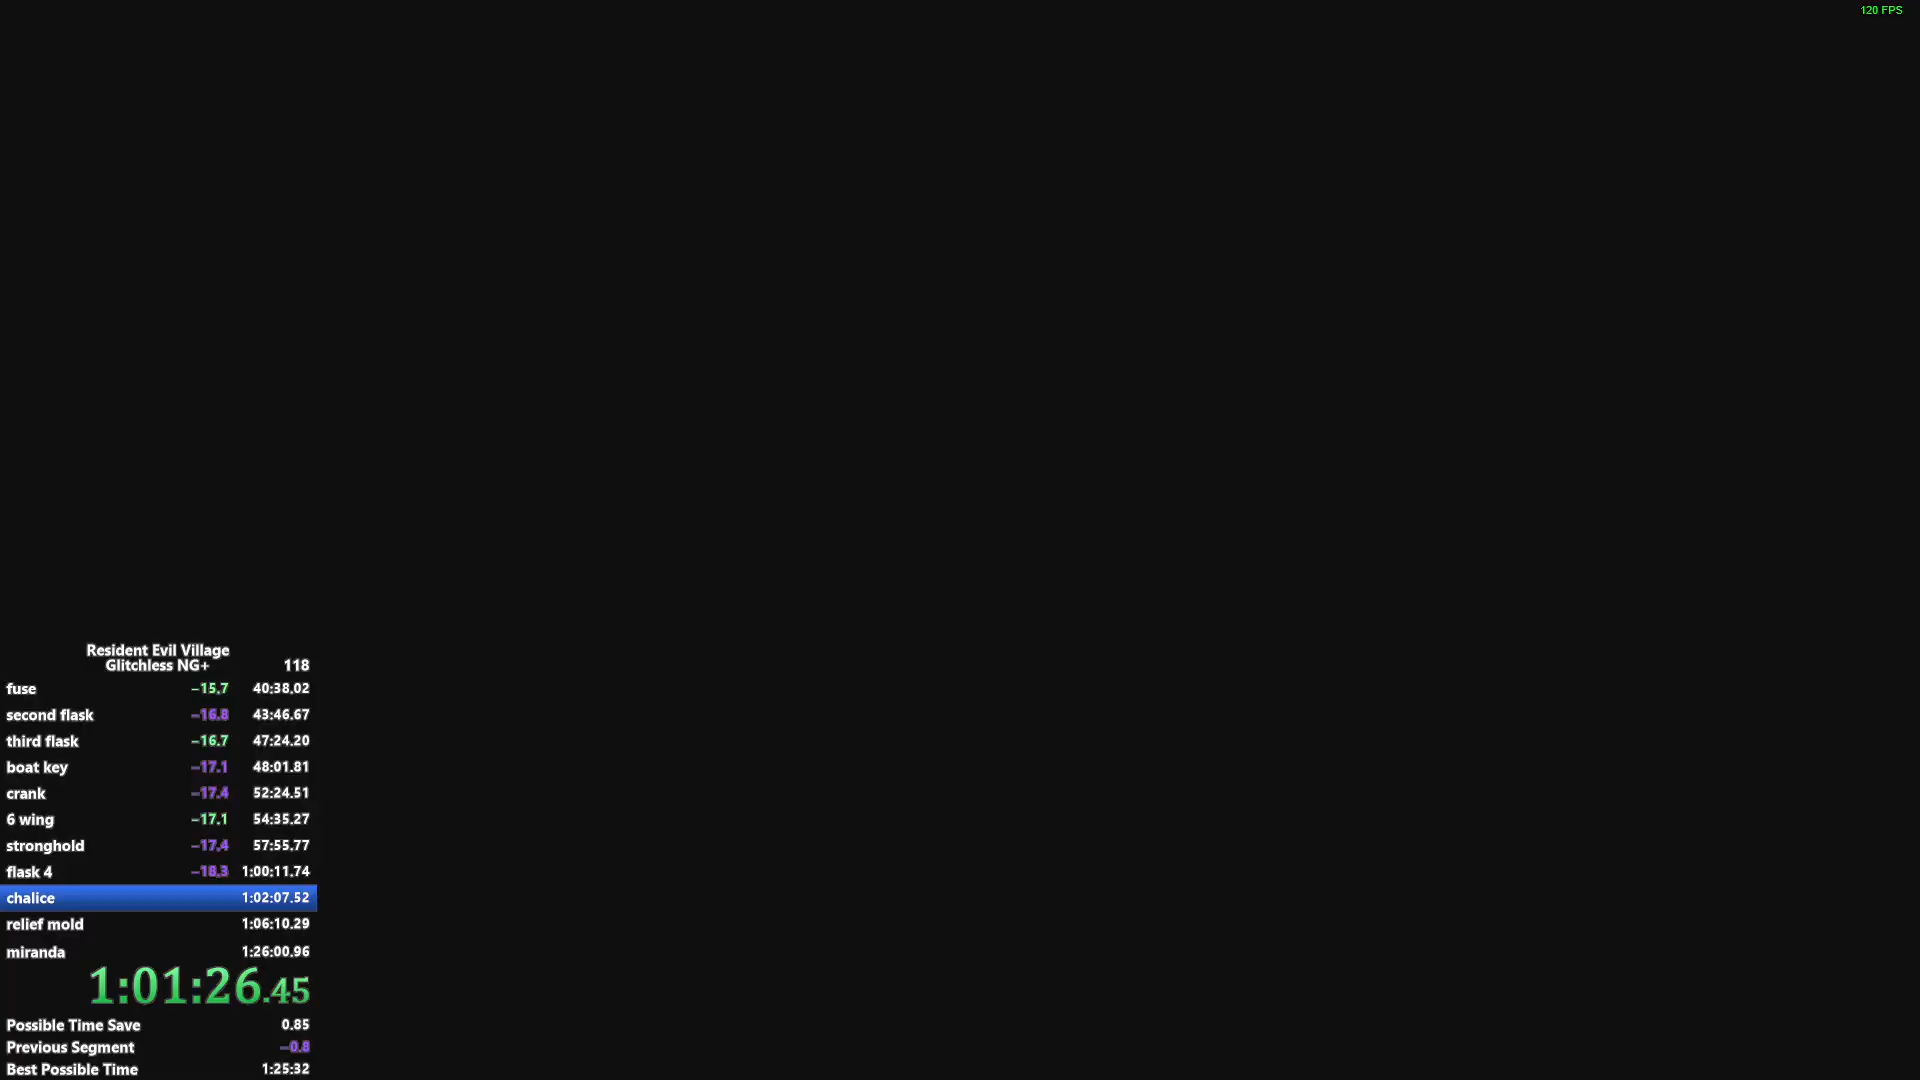 120 FPS
Resident Evil Village
Glitchless NG+ 118
fuse −15.7 40:38.02
second flask −16.8 43:46.67
third flask −16.7 47:24.20
boat key −17.1 48:01.81
crank −17.4 52:24.51
6 wing −17.1 54:35.27
stronghold −17.4 57:55.77
flask 4 −18.3 1:00:11.74
chalice 1:02:07.52
relief mold 1:06:10.29
miranda 1:26:00.96
1:01:26.45
Possible Time Save 0.85
Previous Segment −0.8
Best Possible Time 1:25:32